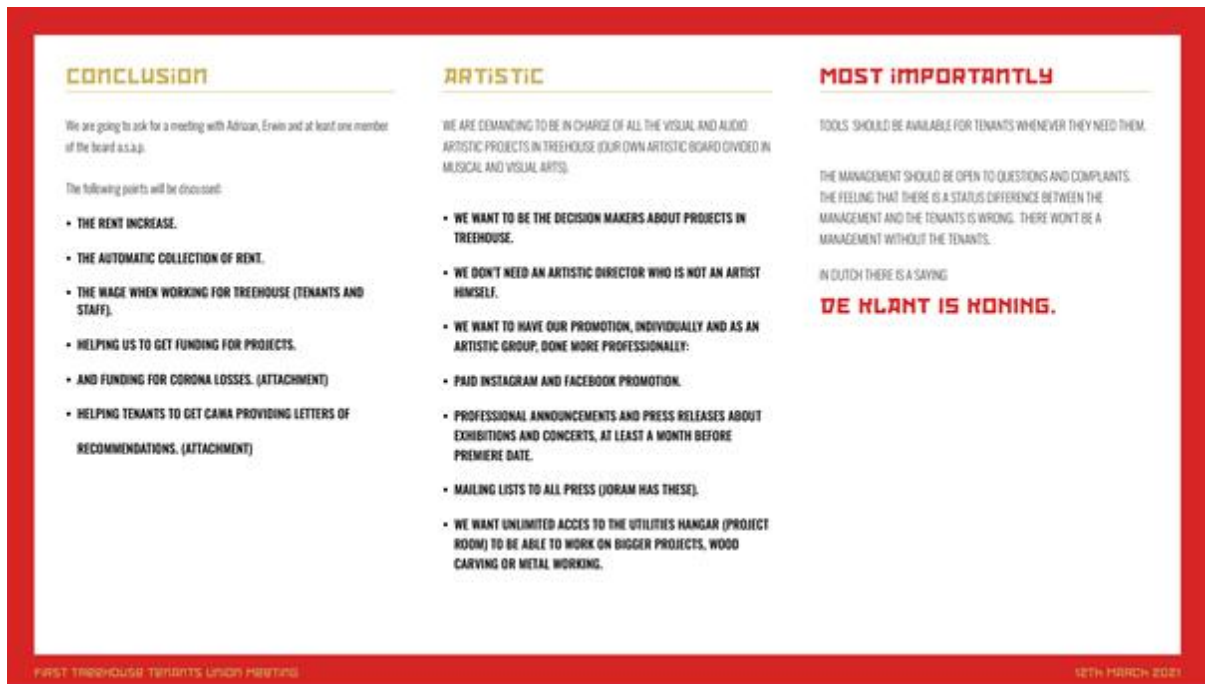 CONCLUSION
We are going to ask for a meeting with Adriaan, Erwin and at least one member
of the board a.s.a.p.
The following points will be discussed:
• THE RENT INCREASE.
• THE AUTOMATIC COLLECTION OF RENT.
• THE WAGE WHEN WORKING FOR TREEHOUSE (TENANTS AND
STAFF).
• HELPING US TO GET FUNDING FOR PROJECTS.
• AND FUNDING FOR CORONA LOSSES. (ATTACHMENT)
• HELPING TENANTS TO GET CAWA PROVIDING LETTERS OF
RECOMMENDATIONS. (ATTACHMENT)
ARTiSTiC
WE ARE DEMANDING TO BE IN CHARGE OF ALL THE VISUAL AND AUDIO
ARTISTIC PROJECTS IN TREEHOUSE (OUR OWN ARTISTIC BOARD DIVIDED IN
MUSICAL AND VISUAL ARTS).
• WE WANT TO BE THE DECISION MAKERS ABOUT PROJECTS IN
TREEHOUSE.
• WE DON'T NEED AN ARTISTIC DIRECTOR WHO IS NOT AN ARTIST
HIMSELF.
• WE WANT TO HAVE OUR PROMOTION, INDIVIDUALLY AND AS AN
ARTISTIC GROUP, DONE MORE PROFESSIONALLY:
• PAID INSTAGRAM AND FACEBOOK PROMOTION.
• PROFESSIONAL ANNOUNCEMENTS AND PRESS RELEASES ABOUT
EXHIBITIONS AND CONCERTS, AT LEAST A MONTH BEFORE
PREMIERE DATE.
• MAILING LISTS TO ALL PRESS (JORAM HAS THESE).
• WE WANT UNLIMITED ACCES TO THE UTILITIES HANGAR (PROJECT
ROOM) TO BE ABLE TO WORK ON BIGGER PROJECTS, WOOD
CARVING OR METAL WORKING.
MOST iMPORTANTLY
TOOLS SHOULD BE AVAILABLE FOR TENANTS WHENEVER THEY NEED THEM.
THE MANAGEMENT SHOULD BE OPEN TO QUESTIONS AND COMPLAINTS.
THE FEELING THAT THERE IS A STATUS DIFFERENCE BETWEEN THE
MANAGEMENT AND THE TENANTS IS WRONG. THERE WON'T BE A
MANAGEMENT WITHOUT THE TENANTS.
IN DUTCH THERE IS A SAYING
DE KLANT IS KONING.
FIRST TREEHOUSE TENANTS UNION MEETING
12TH MARCH 2021